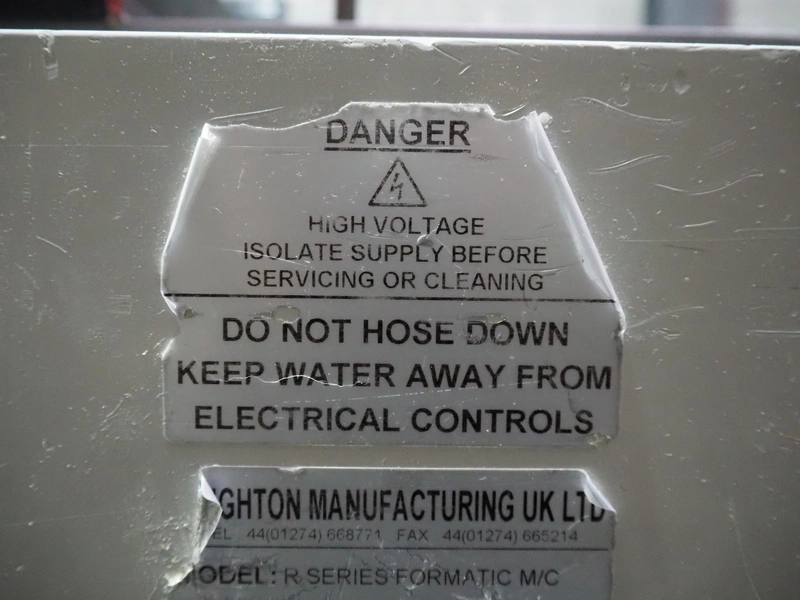 DANGER
HIGH VOLTAGE
ISOLATE SUPPLY BEFORE
SERVICING OR CLEANING
DO NOT HOSE DOWN
KEEP WATER AWAY FROM
ELECTRICAL CONTROLS
GHTON MANUFACTURING UK LTD
EL 44(01274) 668771 FAX 44(01274) 665214
MODEL: R SERIES FORMATIC M/C